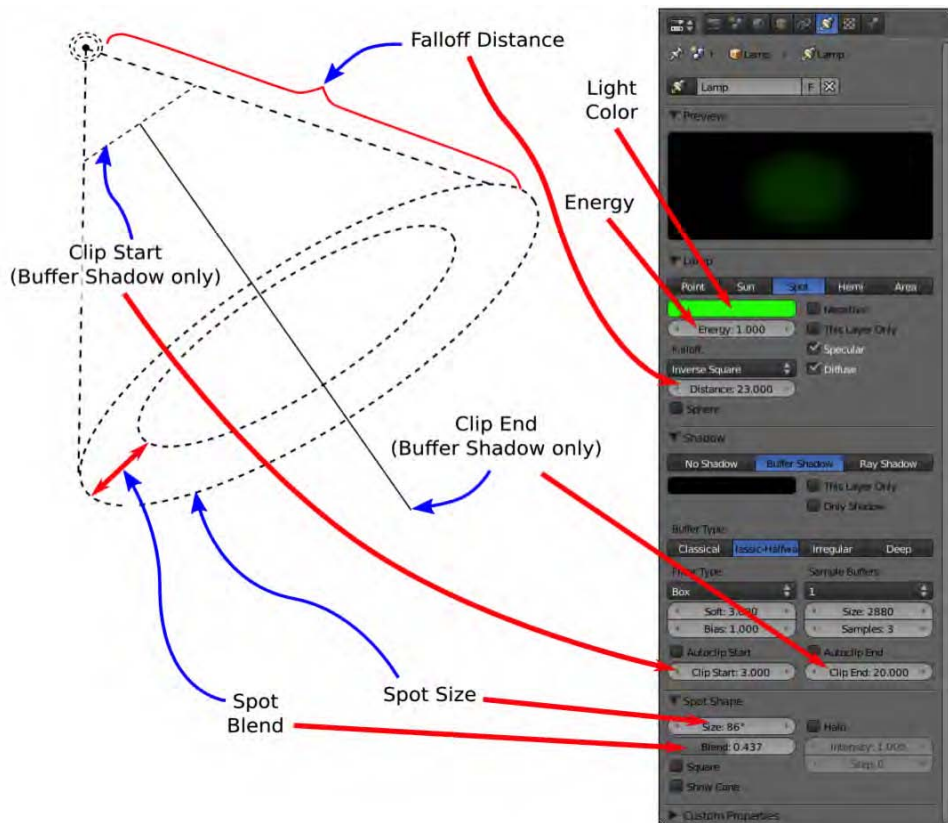 Falloff Distance
Light
Color
Energy
Clip Start
(Buffer Shadow only)
Clip End
(Buffer Shadow only)
Spot
Blend
Spot Size
Lamp
Lamp
Lamp
F
Preview
Lamp
Point Sun Spot Hemi Area
Negative
Energy: 1.000
This Layer Only
Falloff:
Specular
Inverse Square
Diffuse
Distance: 23.000
Sphere
Shadow
No Shadow Buffer Shadow Ray Shadow
This Layer Only
Only Shadow
Buffer Type:
Classical lassic-Halfwa Irregular Deep
Filter Type:
Sample Buffers:
Box
1
Soft: 3.000
Size: 2880
Bias: 1.000
Samples: 3
Autoclip Start
Autoclip End
Clip Start: 3.000
Clip End: 20.000
Spot Shape
Size: 86°
Halo
Blend: 0.437
Intensity: 1.000
Square
Step: 0
Show Cone
Custom Properties